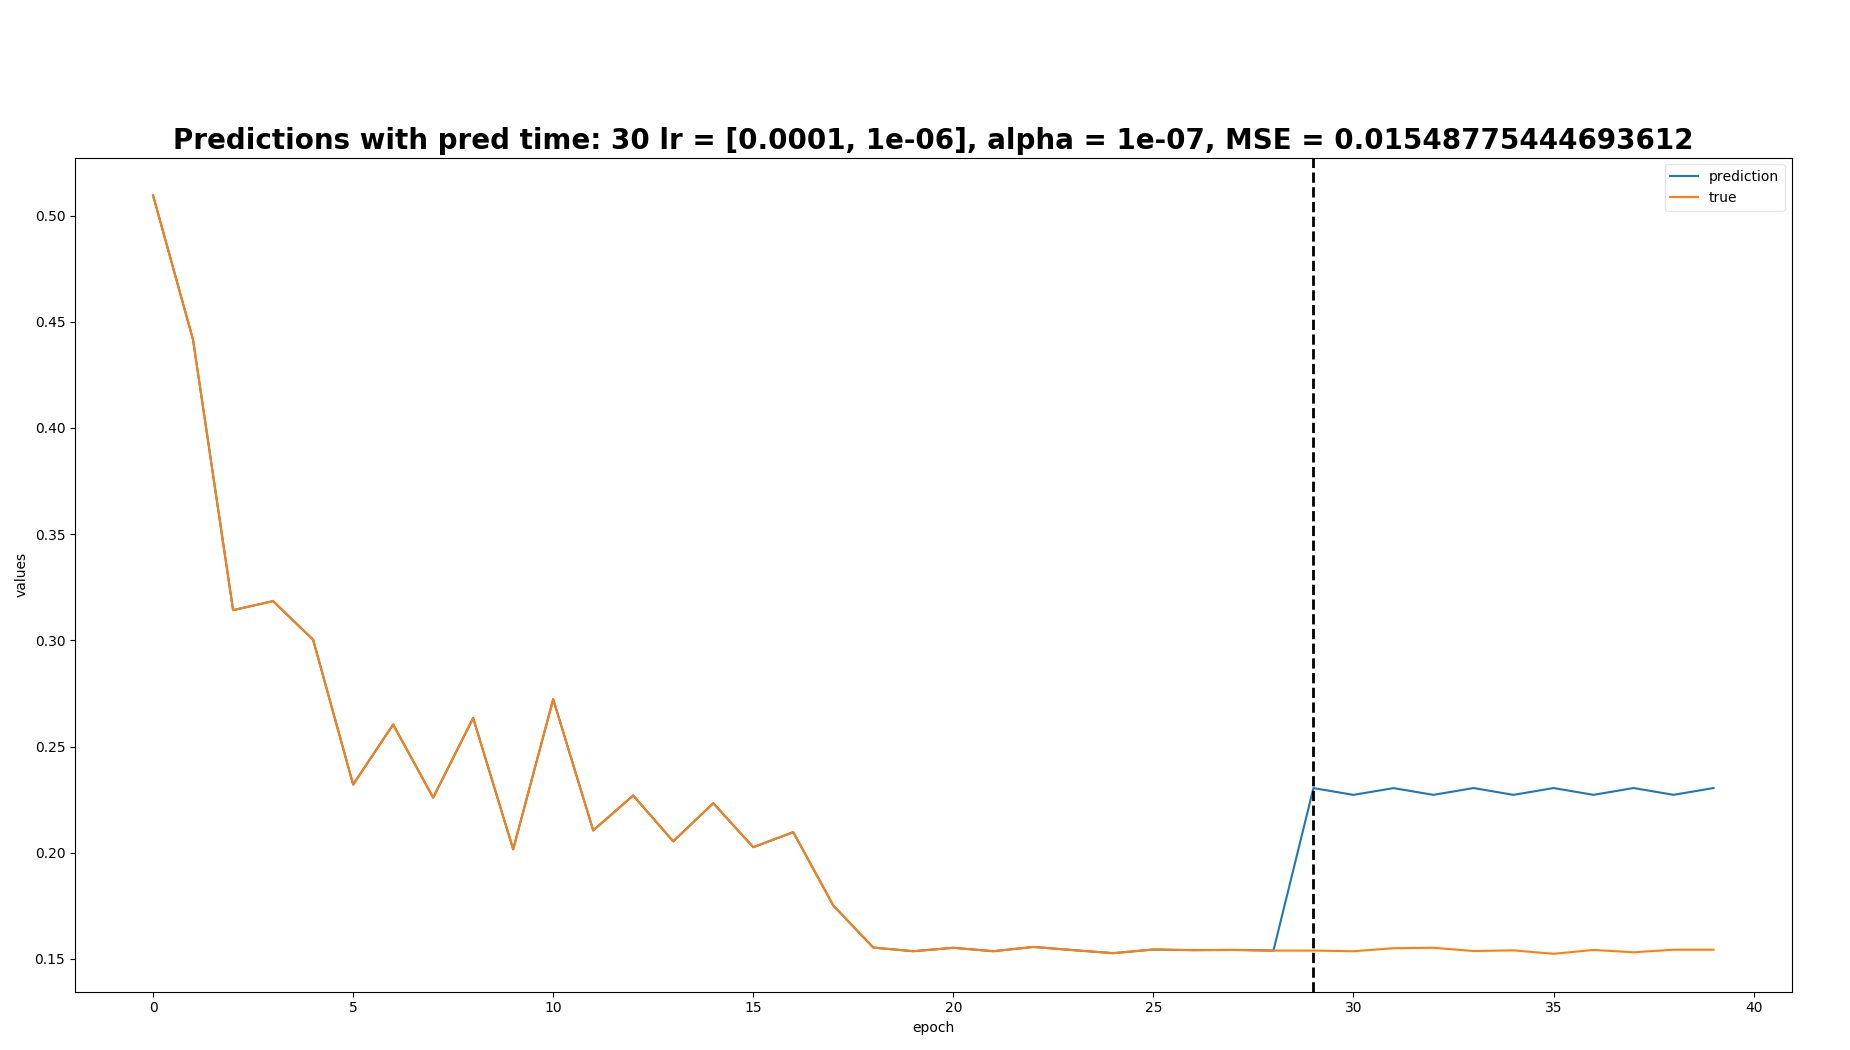 Predictions with pred time: 30 lr = [0.0001, 1e-06], alpha = 1e-07, MSE = 0.01548775444693612
prediction
true
0.50
0.45
0.40
0.35
0.30
0.25
0.20
0.15
values
0 5 10 15 20 25 30 35 40
epoch